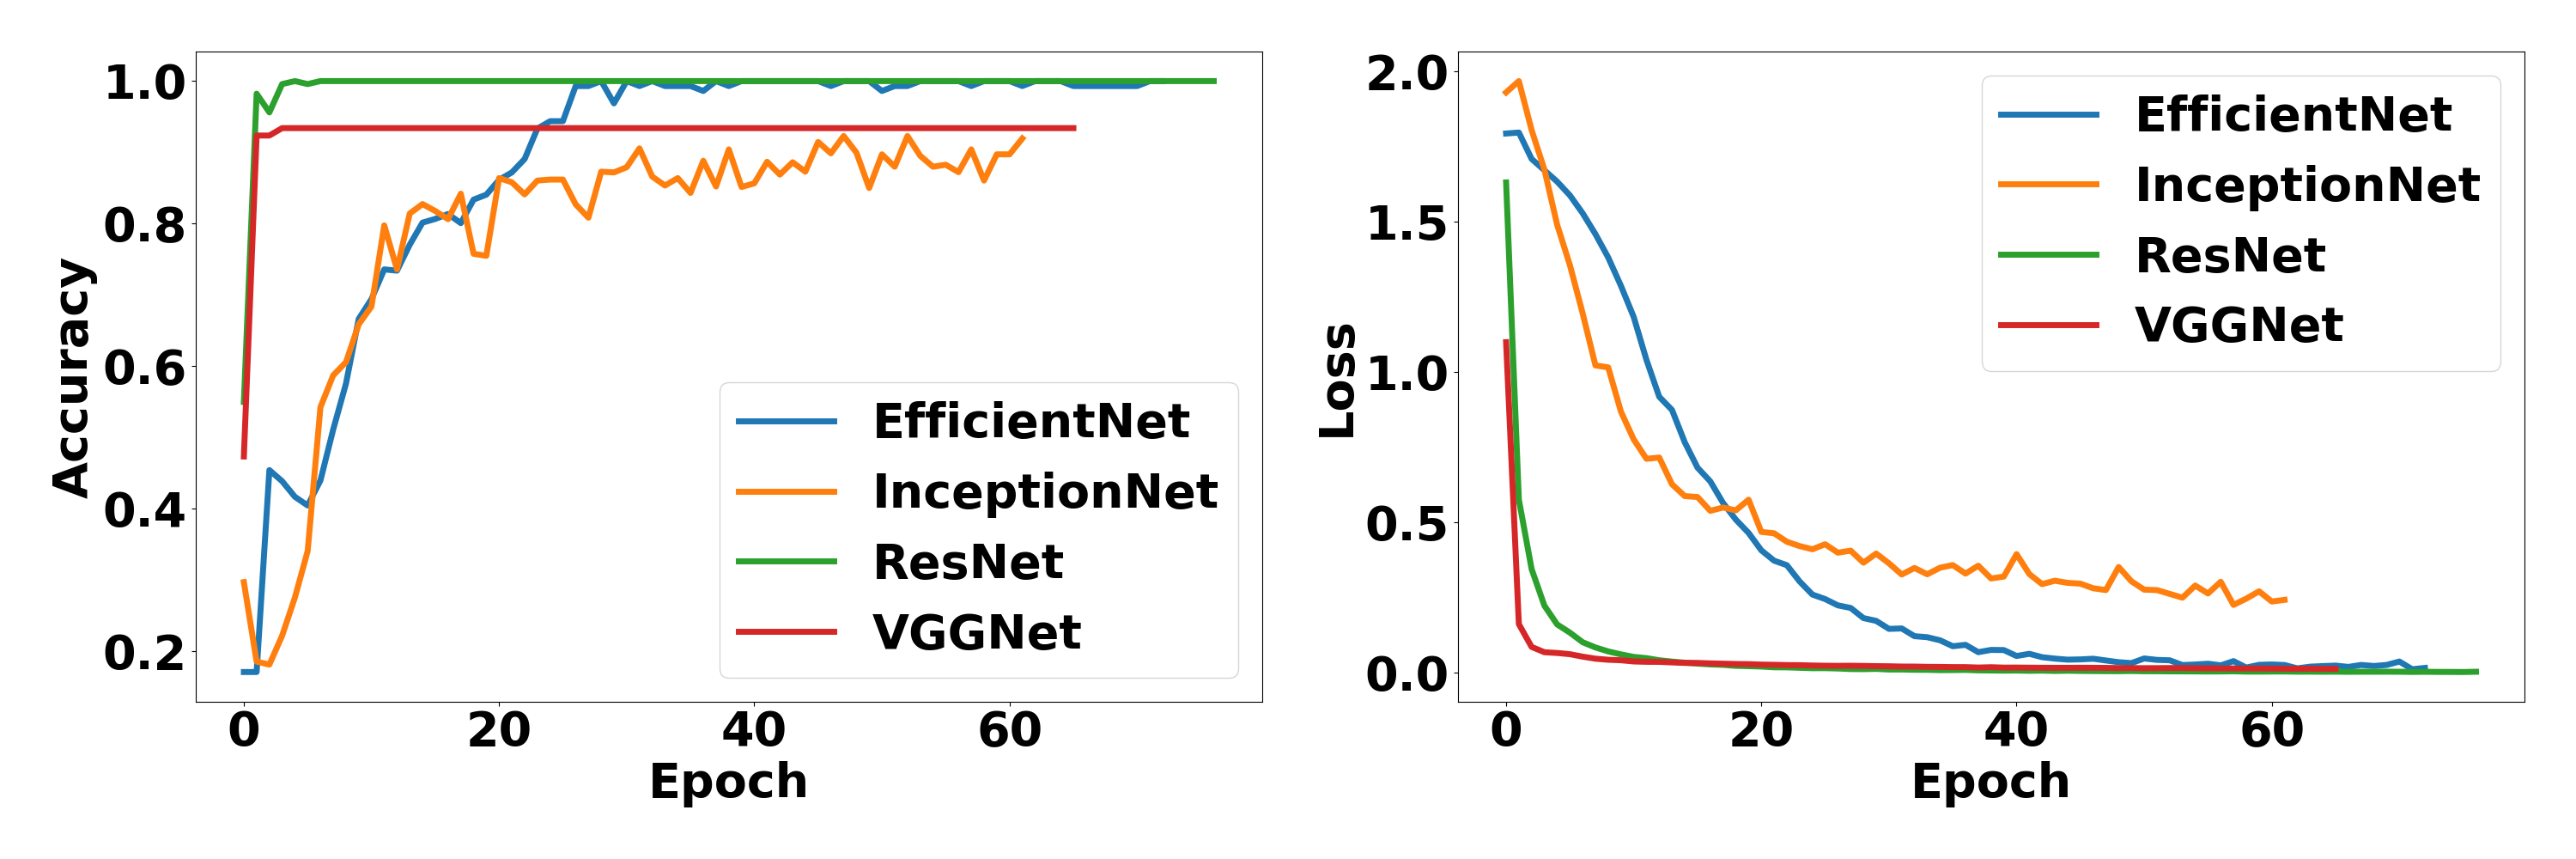 1.0
0.8
0.6
0.4
0.2
Accuracy
EfficientNet
InceptionNet
ResNet
VGGNet
0 20 40 60
Epoch
2.0
1.5
1.0
0.5
0.0
Loss
EfficientNet
InceptionNet
ResNet
VGGNet
0 20 40 60
Epoch